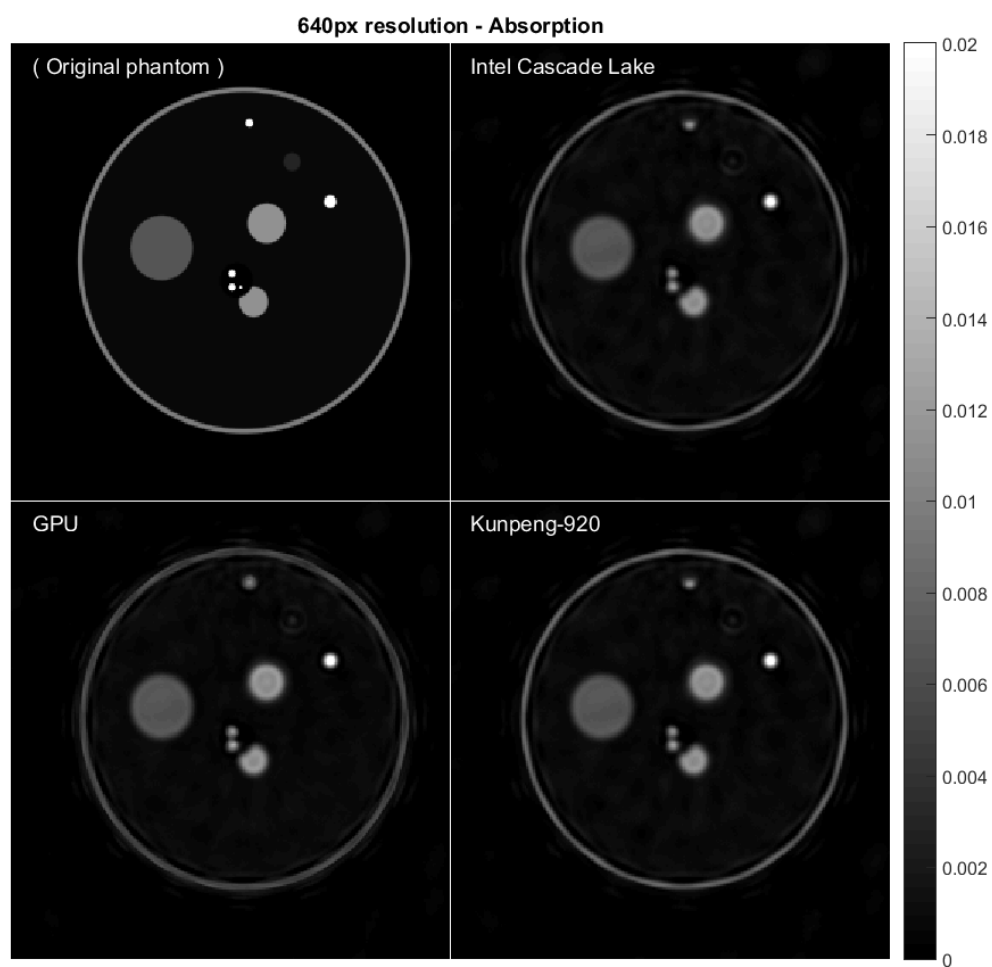 640px resolution - Absorption
( Original phantom )
Intel Cascade Lake
GPU
Kunpeng-920
0.02
0.018
0.016
0.014
0.012
0.01
0.008
0.006
0.004
0.002
0